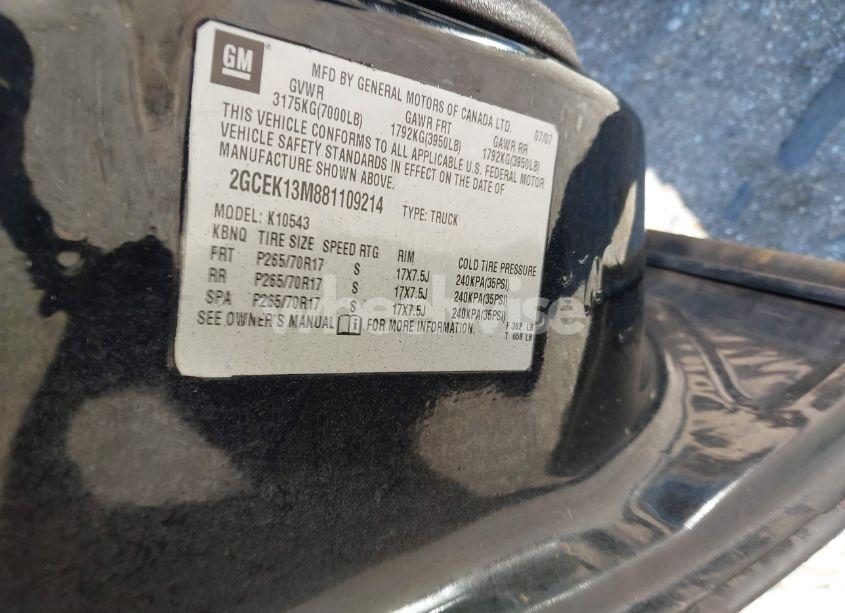 GM
MFD BY GENERAL MOTORS OF CANADA LTD.
07/07
GVWR GAWR FRT GAWR RR
3175KG(7000LB) 1792KG(3950LB) 1792KG(3950LB)
THIS VEHICLE CONFORMS TO ALL APPLICABLE U.S. FEDERAL MOTOR
VEHICLE SAFETY STANDARDS IN EFFECT ON THE DATE OF
MANUFACTURE SHOWN ABOVE.
2GCEK13M881109214 TYPE: TRUCK
MODEL: K10543
KBNQ TIRE SIZE SPEED RTG RIM COLD TIRE PRESSURE
FRT P265/70R17 S 17X7.5J 240KPA(35PSI)
RR P265/70R17 S 17X7.5J 240KPA(35PSI)
SPA P265/70R17 S 17X7.5J 240KPA(35PSI)
SEE OWNER'S MANUAL FOR MORE INFORMATION.
F 362 LB
T 658 LB